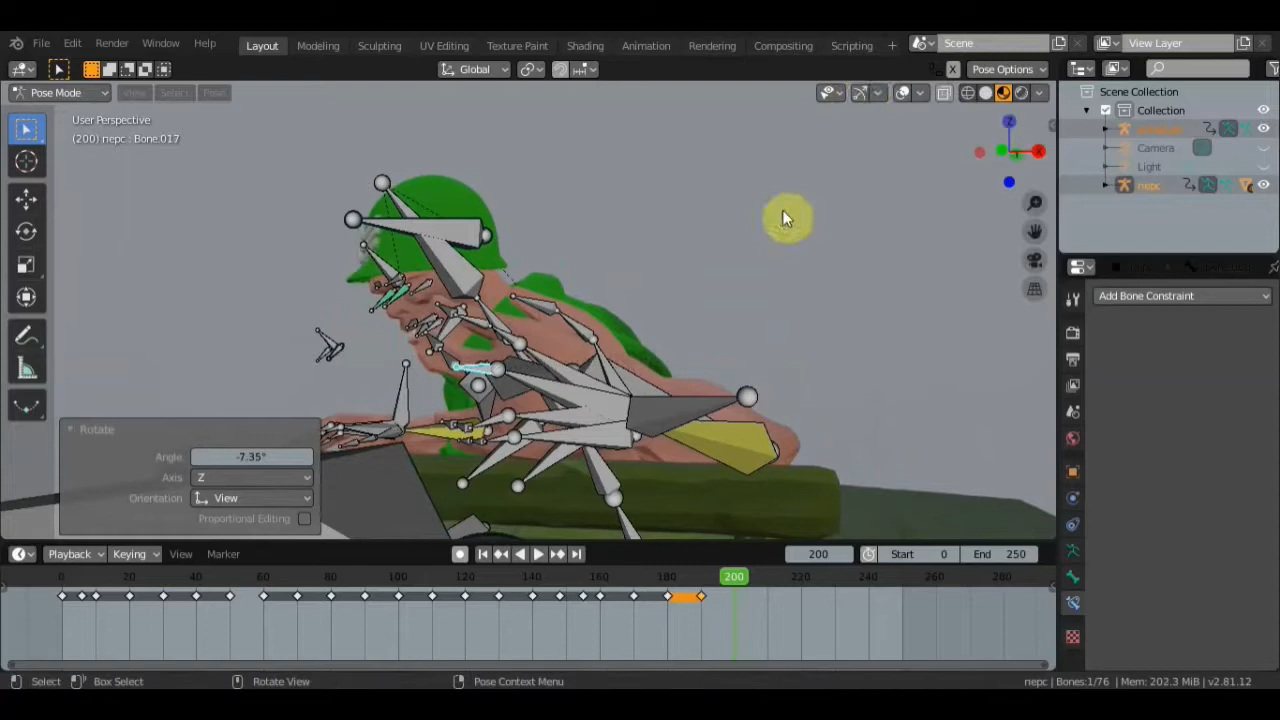 File Edit Render Window Help Layout Modeling Sculpting UV Editing Texture Paint Shading Animation Rendering Compositing Scripting + Scene View Layer
Global X Pose Options
Pose Mode View Select Pose
Scene Collection
User Perspective
(200) nepc : Bone.017
Collection
Camera
Light
nepc
Z
X
Add Bone Constraint
Rotate
Angle -7.35°
Axis Z
Orientation View
Proportional Editing
Playback Keying View Marker 200 Start 0 End 250
0 20 40 60 80 100 120 140 160 180 200 220 240 260 280
Select Box Select Rotate View Pose Context Menu nepc | Bones:1/76 | Mem: 202.3 MiB | v2.81.12